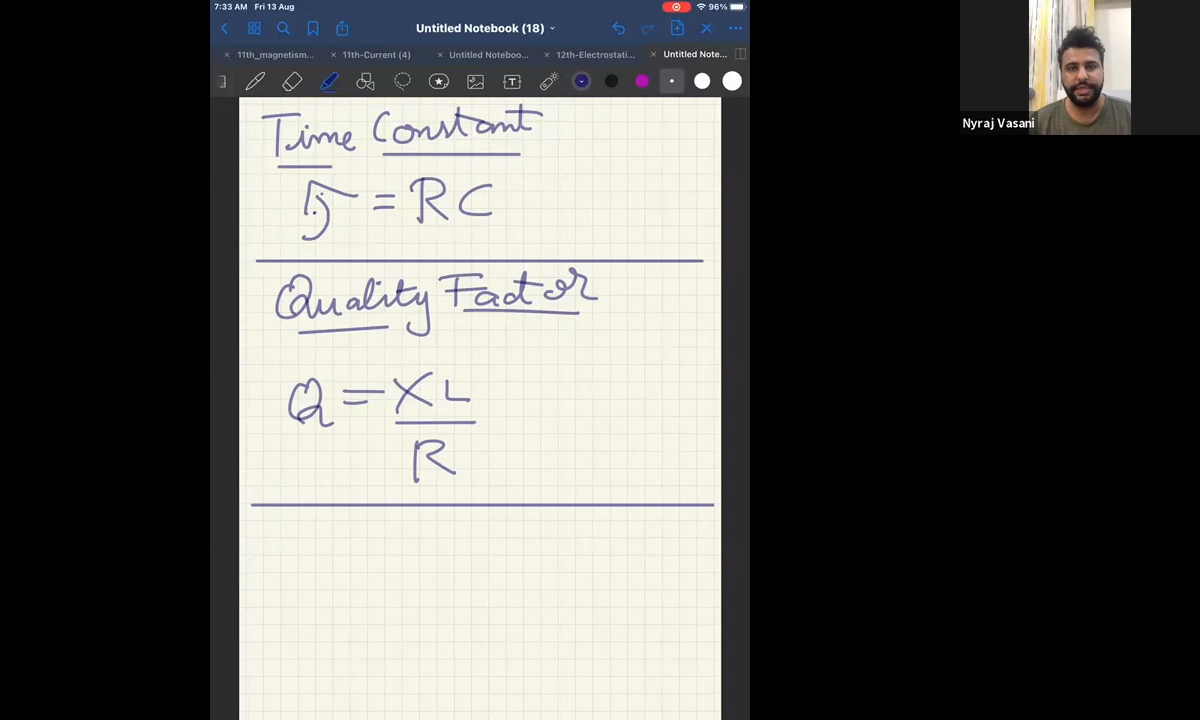 7:33 AM Fri 13 Aug
96%
Untitled Notebook (18)
11th_magnetism...
11th-Current (4)
Untitled Noteboo...
12th-Electrostati...
Untitled Note...
Nyraj Vasani
Time Constant
= RC
Quality Factor
Q = XL
R